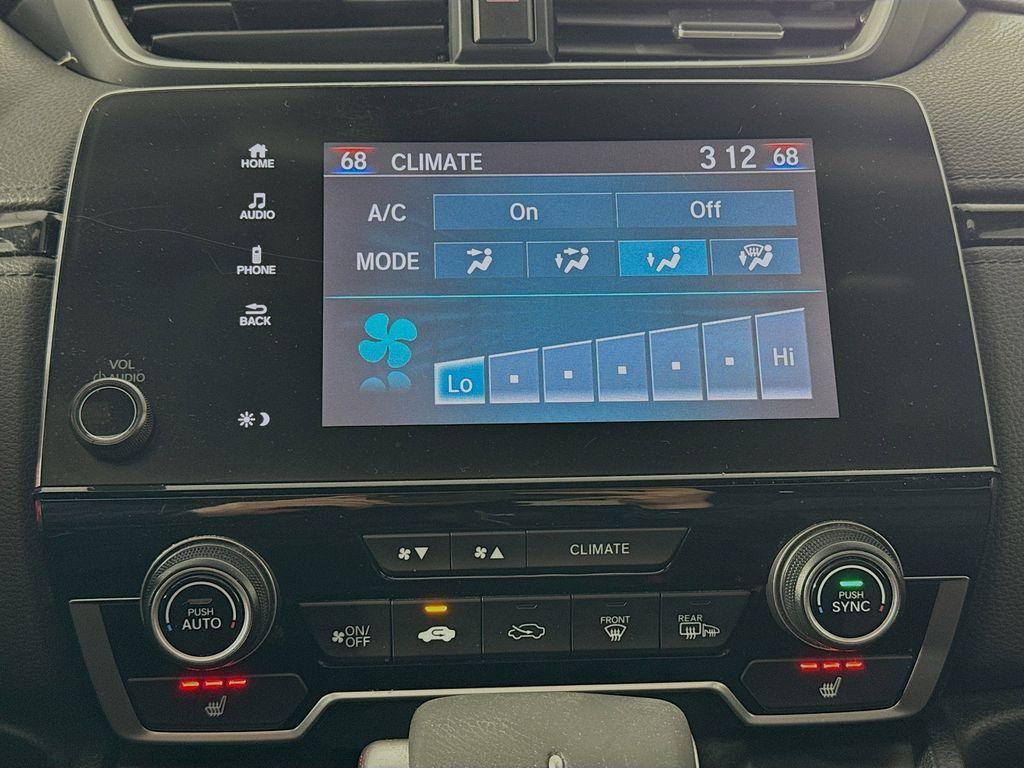 HOME
AUDIO
PHONE
BACK
VOL
AUDIO
68 CLIMATE 3 12 68
A/C On Off
MODE
Lo Hi
CLIMATE
PUSH
AUTO
ON/
OFF
FRONT
REAR
PUSH
SYNC